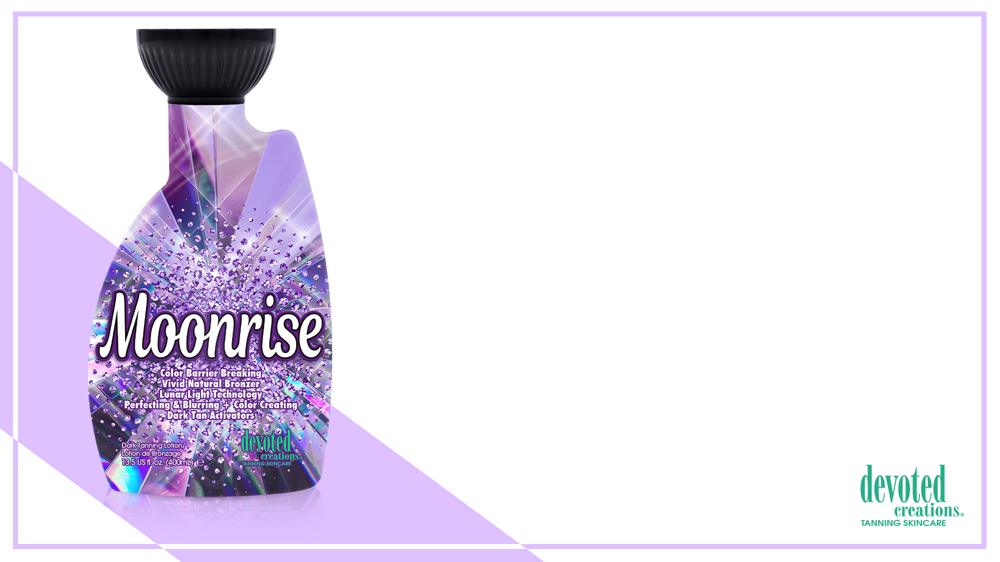 Moonrise™
Color Barrier Breaking
Vivid Natural Bronzer
Lunar Light Technology
Perfecting & Blurring + Color Creating
Dark Tan Activators
Dark Tanning Lotion/
Lotion de Bronzage
13.5 US fl. oz. (400mL) ℮
devoted
creations®
TANNING SKINCARE
devoted
creations®
TANNING SKINCARE